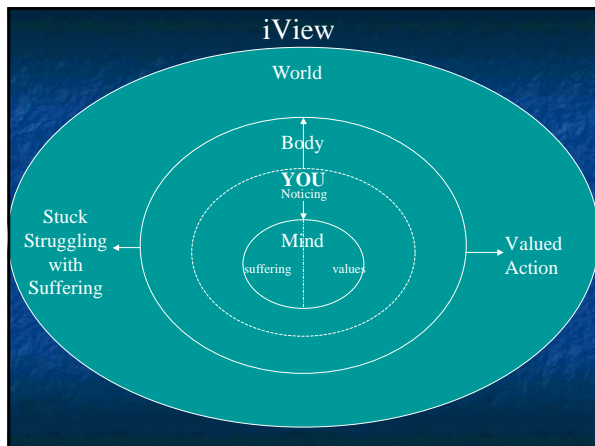 iView
World
Body
YOU
Noticing
Stuck
Struggling
with
Suffering
Mind
suffering
values
Valued
Action